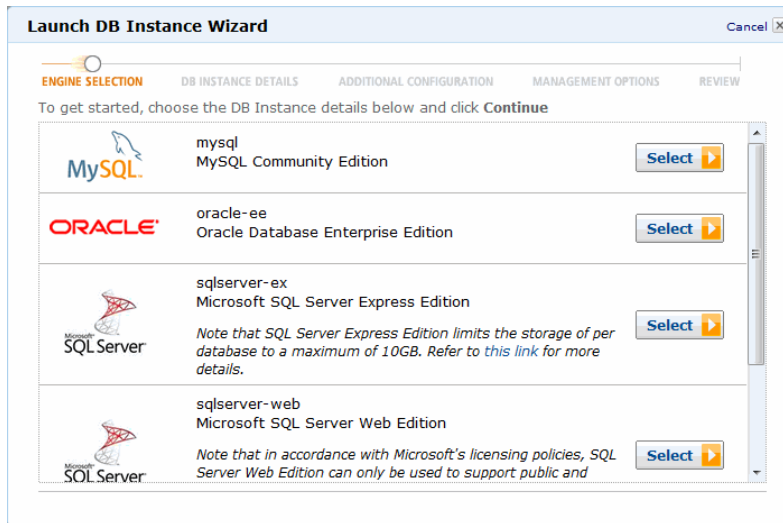 Launch DB Instance Wizard
Cancel
ENGINE SELECTION DB INSTANCE DETAILS ADDITIONAL CONFIGURATION MANAGEMENT OPTIONS REVIEW
To get started, choose the DB Instance details below and click Continue
MySQL
mysql
MySQL Community Edition
Select
ORACLE
oracle-ee
Oracle Database Enterprise Edition
Select
Microsoft
SQL Server
sqlserver-ex
Microsoft SQL Server Express Edition
Note that SQL Server Express Edition limits the storage of per
database to a maximum of 10GB. Refer to this link for more
details.
Select
Microsoft
SQL Server
sqlserver-web
Microsoft SQL Server Web Edition
Note that in accordance with Microsoft's licensing policies, SQL
Server Web Edition can only be used to support public and
Select